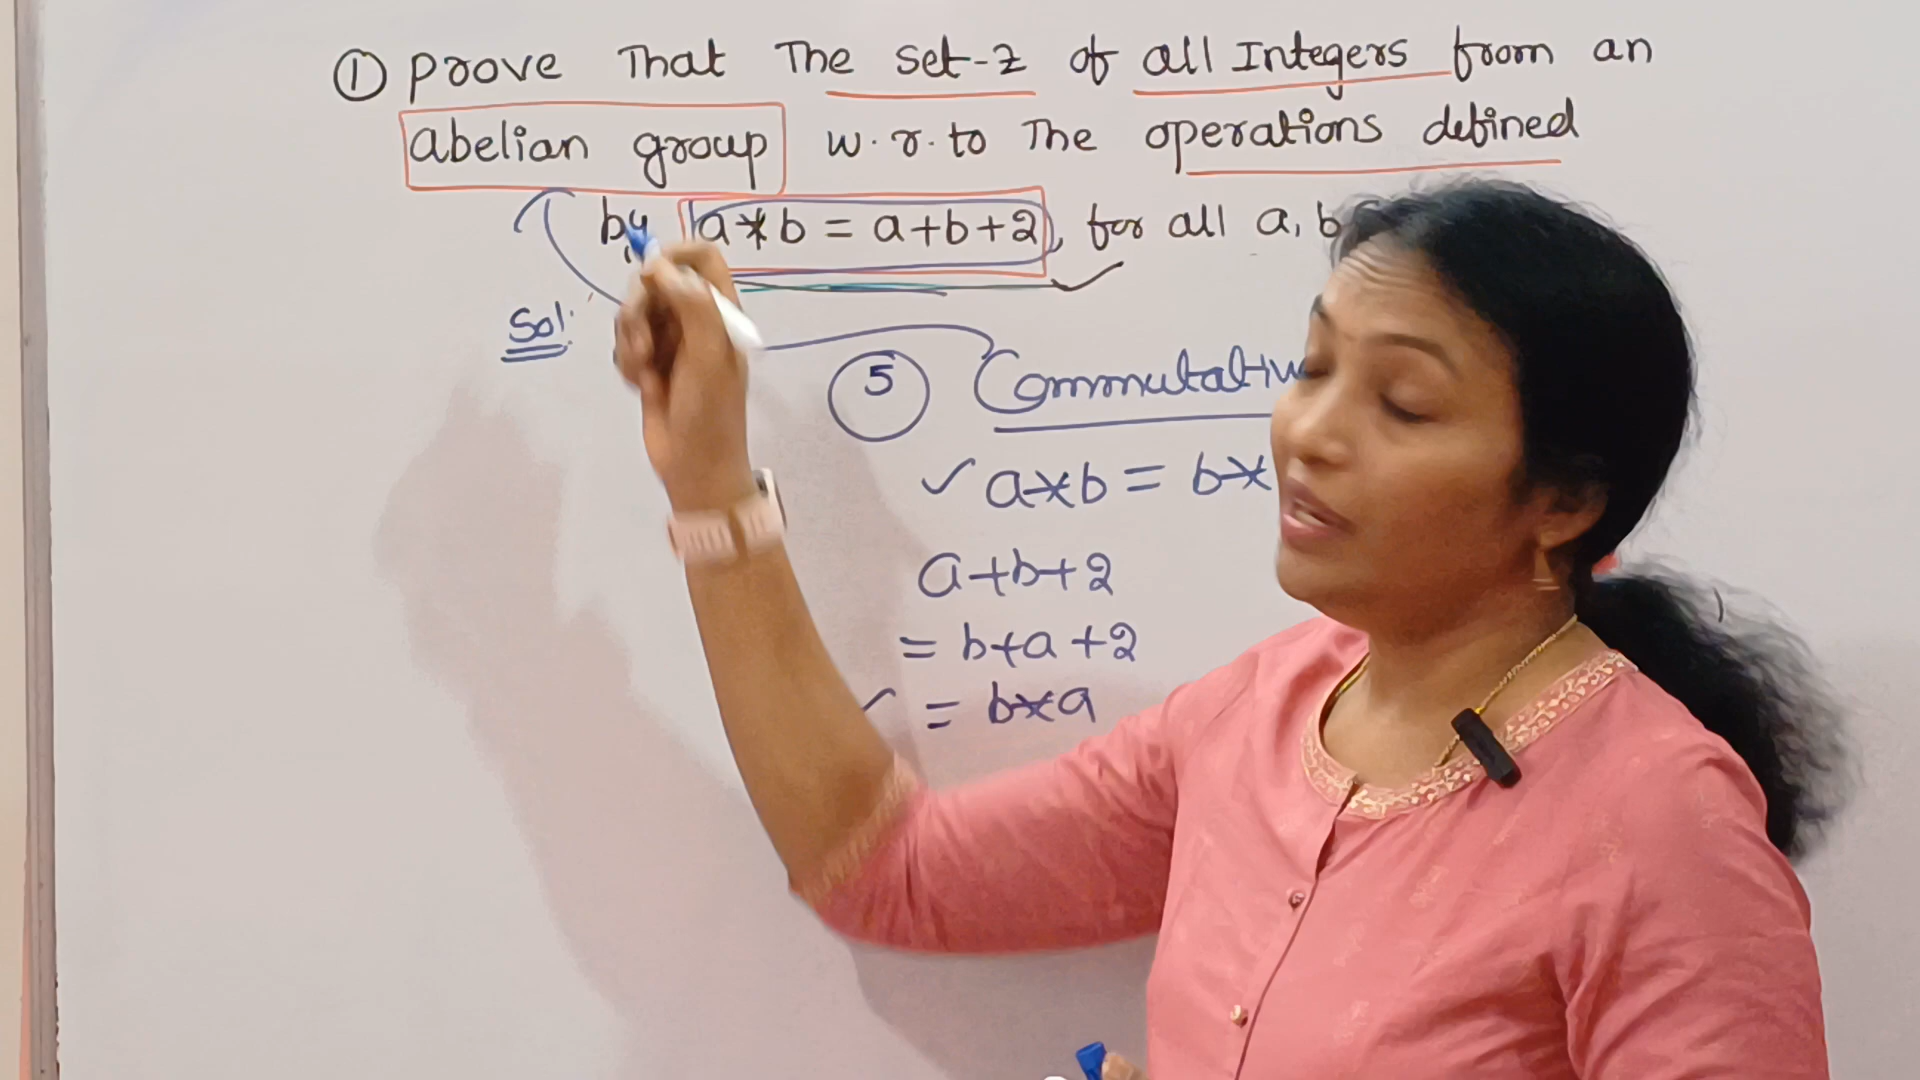 ① prove That The set-z of all Integers from an
abelian group w.r.to The operations defined
by a*b = a+b+2, for all a, b
Sol:
5 Commutativ
✓ a*b = b*
a+b+2
= b+a+2
= b*a